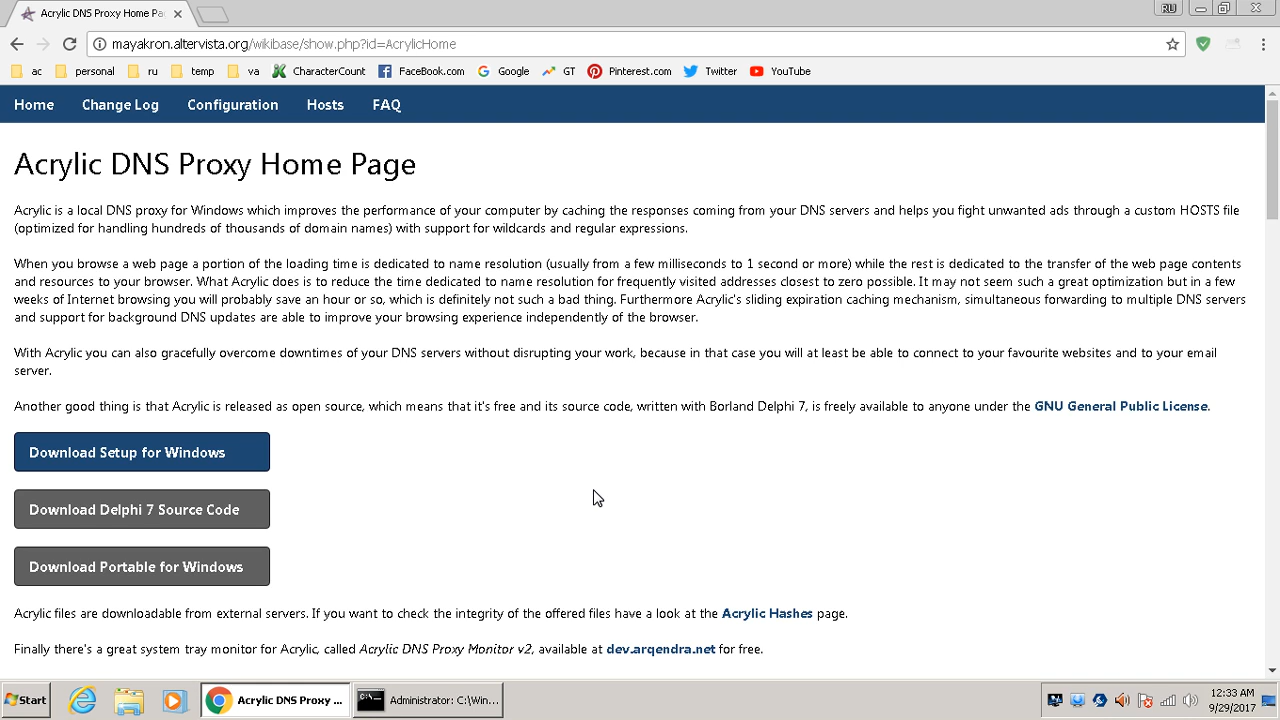 Acrylic DNS Proxy Home Pa
RU
mayakron.altervista.org/wikibase/show.php?id=AcrylicHome
ac personal ru temp va CharacterCount FaceBook.com Google GT Pinterest.com Twitter YouTube
Home Change Log Configuration Hosts FAQ
Acrylic DNS Proxy Home Page
Acrylic is a local DNS proxy for Windows which improves the performance of your computer by caching the responses coming from your DNS servers and helps you fight unwanted ads through a custom HOSTS file
(optimized for handling hundreds of thousands of domain names) with support for wildcards and regular expressions.
When you browse a web page a portion of the loading time is dedicated to name resolution (usually from a few milliseconds to 1 second or more) while the rest is dedicated to the transfer of the web page contents
and resources to your browser. What Acrylic does is to reduce the time dedicated to name resolution for frequently visited addresses closest to zero possible. It may not seem such a great optimization but in a few
weeks of Internet browsing you will probably save an hour or so, which is definitely not such a bad thing. Furthermore Acrylic's sliding expiration caching mechanism, simultaneous forwarding to multiple DNS servers
and support for background DNS updates are able to improve your browsing experience independently of the browser.
With Acrylic you can also gracefully overcome downtimes of your DNS servers without disrupting your work, because in that case you will at least be able to connect to your favourite websites and to your email
server.
Another good thing is that Acrylic is released as open source, which means that it's free and its source code, written with Borland Delphi 7, is freely available to anyone under the GNU General Public License.
Download Setup for Windows
Download Delphi 7 Source Code
Download Portable for Windows
Acrylic files are downloadable from external servers. If you want to check the integrity of the offered files have a look at the Acrylic Hashes page.
Finally there's a great system tray monitor for Acrylic, called Acrylic DNS Proxy Monitor v2, available at dev.arqendra.net for free.
Start Acrylic DNS Proxy ... Administrator: C:\Win... 12:33 AM
9/29/2017